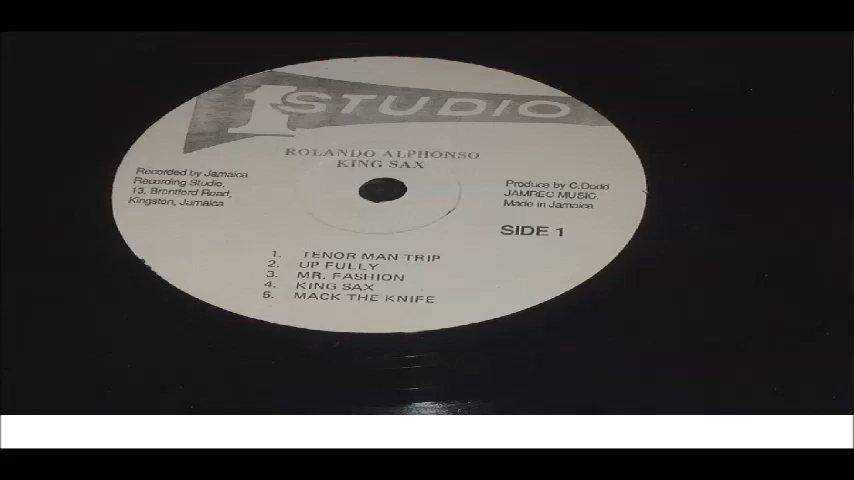 1 STUDIO
ROLANDO ALPHONSO
KING SAX
Recorded by Jamaica
Recording Studio,
13, Brentford Road,
Kingston, Jamaica
Produce by C.Dodd
JAMREC MUSIC.
Made in Jamaica.
SIDE 1
1. TENOR MAN TRIP
2. UP FULLY
3. MR. FASHION
4. KING SAX
5. MACK THE KNIFE